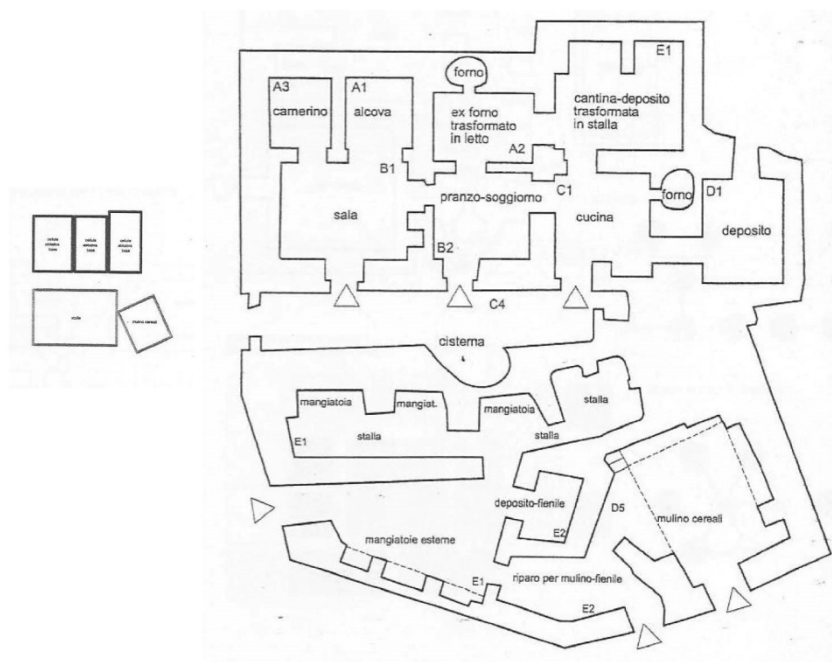 forno
E1
A3
A1
camerino
alcova
ex forno
trasformato
in letto
cantina-deposito
trasformata
in stalla
A2
B1
C1
pranzo-soggiorno
forno
D1
sala
cucina
deposito
B2
C4
cisterna
mangiatoia
mangiat.
mangiatoia
stalla
E1
stalla
stalla
deposito-fienile
D5
mulino cereali
E2
mangiatoie esterne
E1
riparo per mulino-fienile
E2